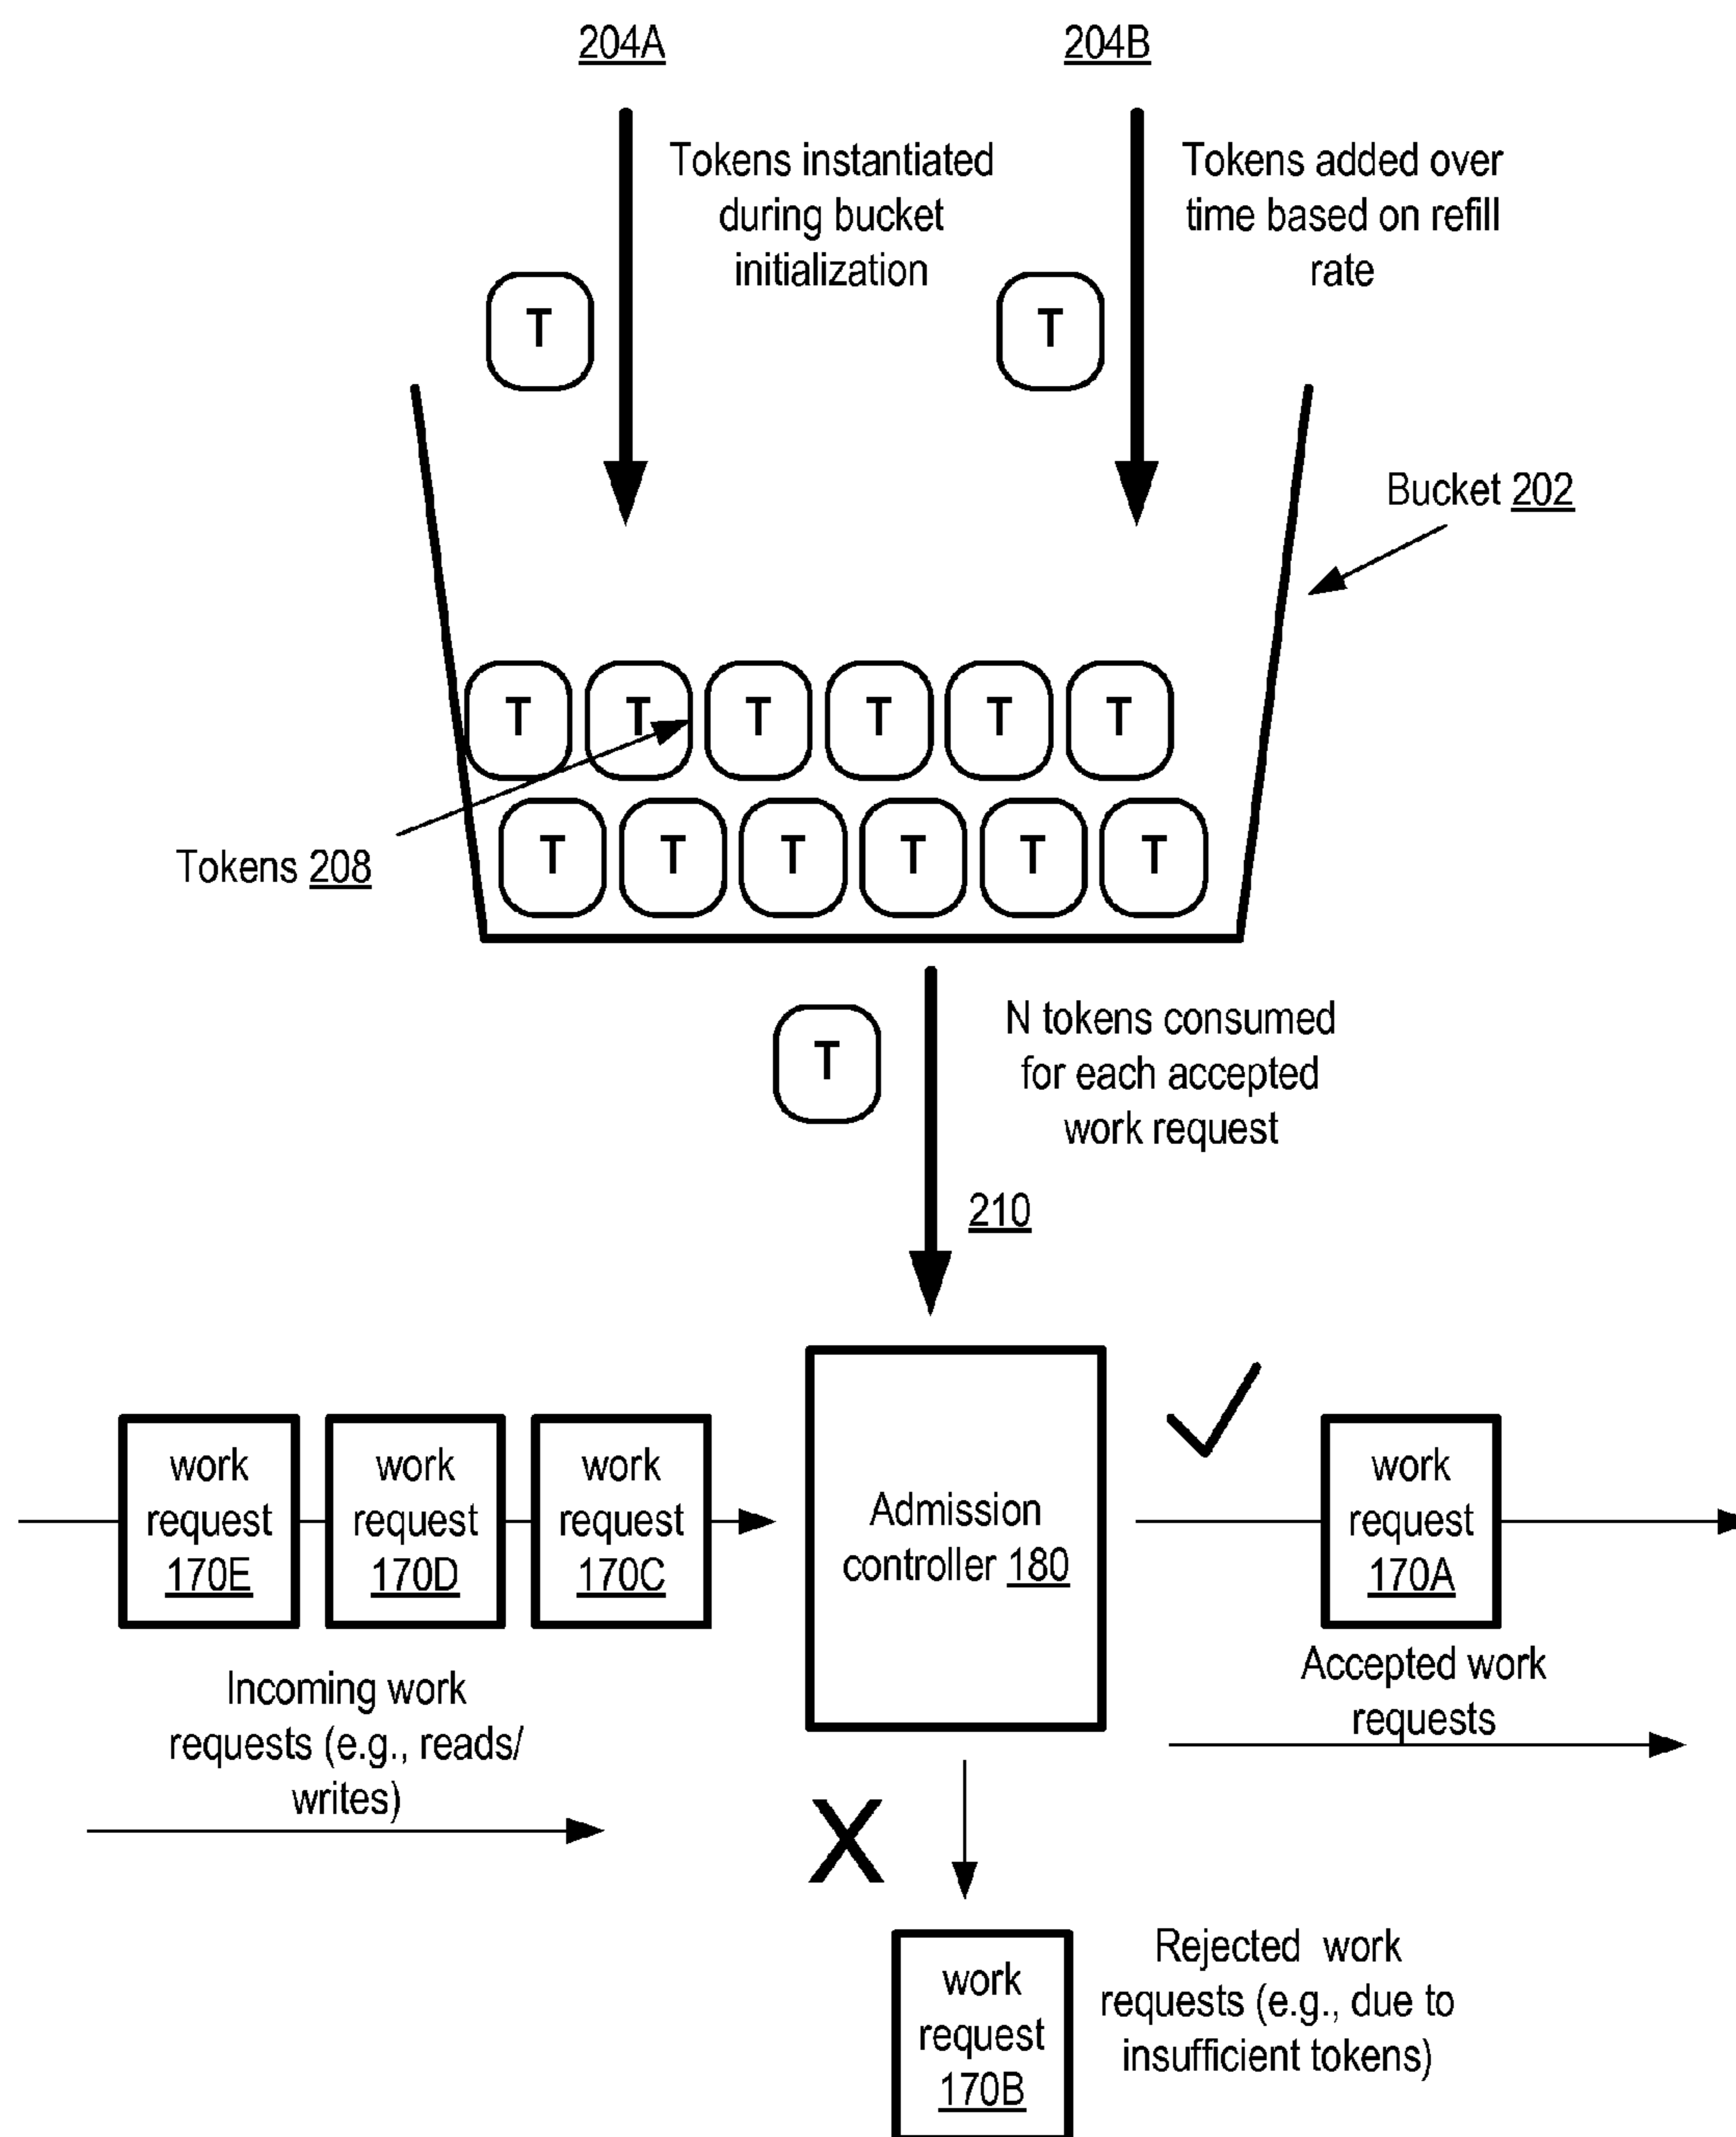 204A
204B
Tokens instantiated
during bucket
initialization
Tokens added over
time based on refill
rate
T
T
Bucket 202
T T T T T T
T T T T T T
Tokens 208
N tokens consumed
for each accepted
work request
T
210
work
request
170E
work
request
170D
work
request
170C
Admission
controller 180
work
request
170A
Incoming work
requests (e.g., reads/
writes)
Accepted work
requests
X
work
request
170B
Rejected work
requests (e.g., due to
insufficient tokens)